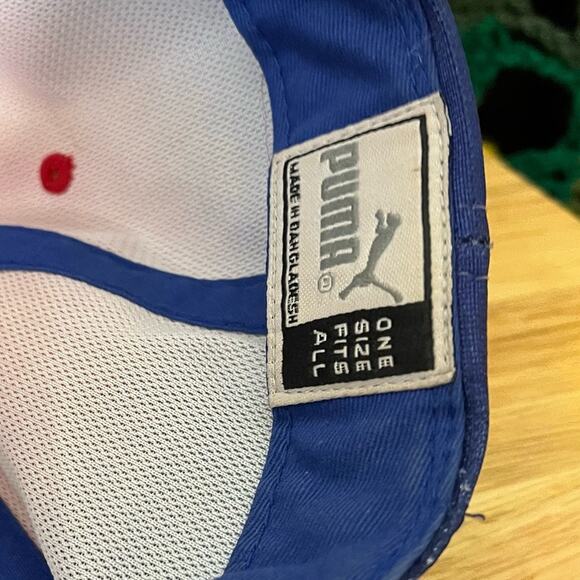 PUMA
®
MADE IN BANGLADESH
ONE
SIZE
FITS
ALL